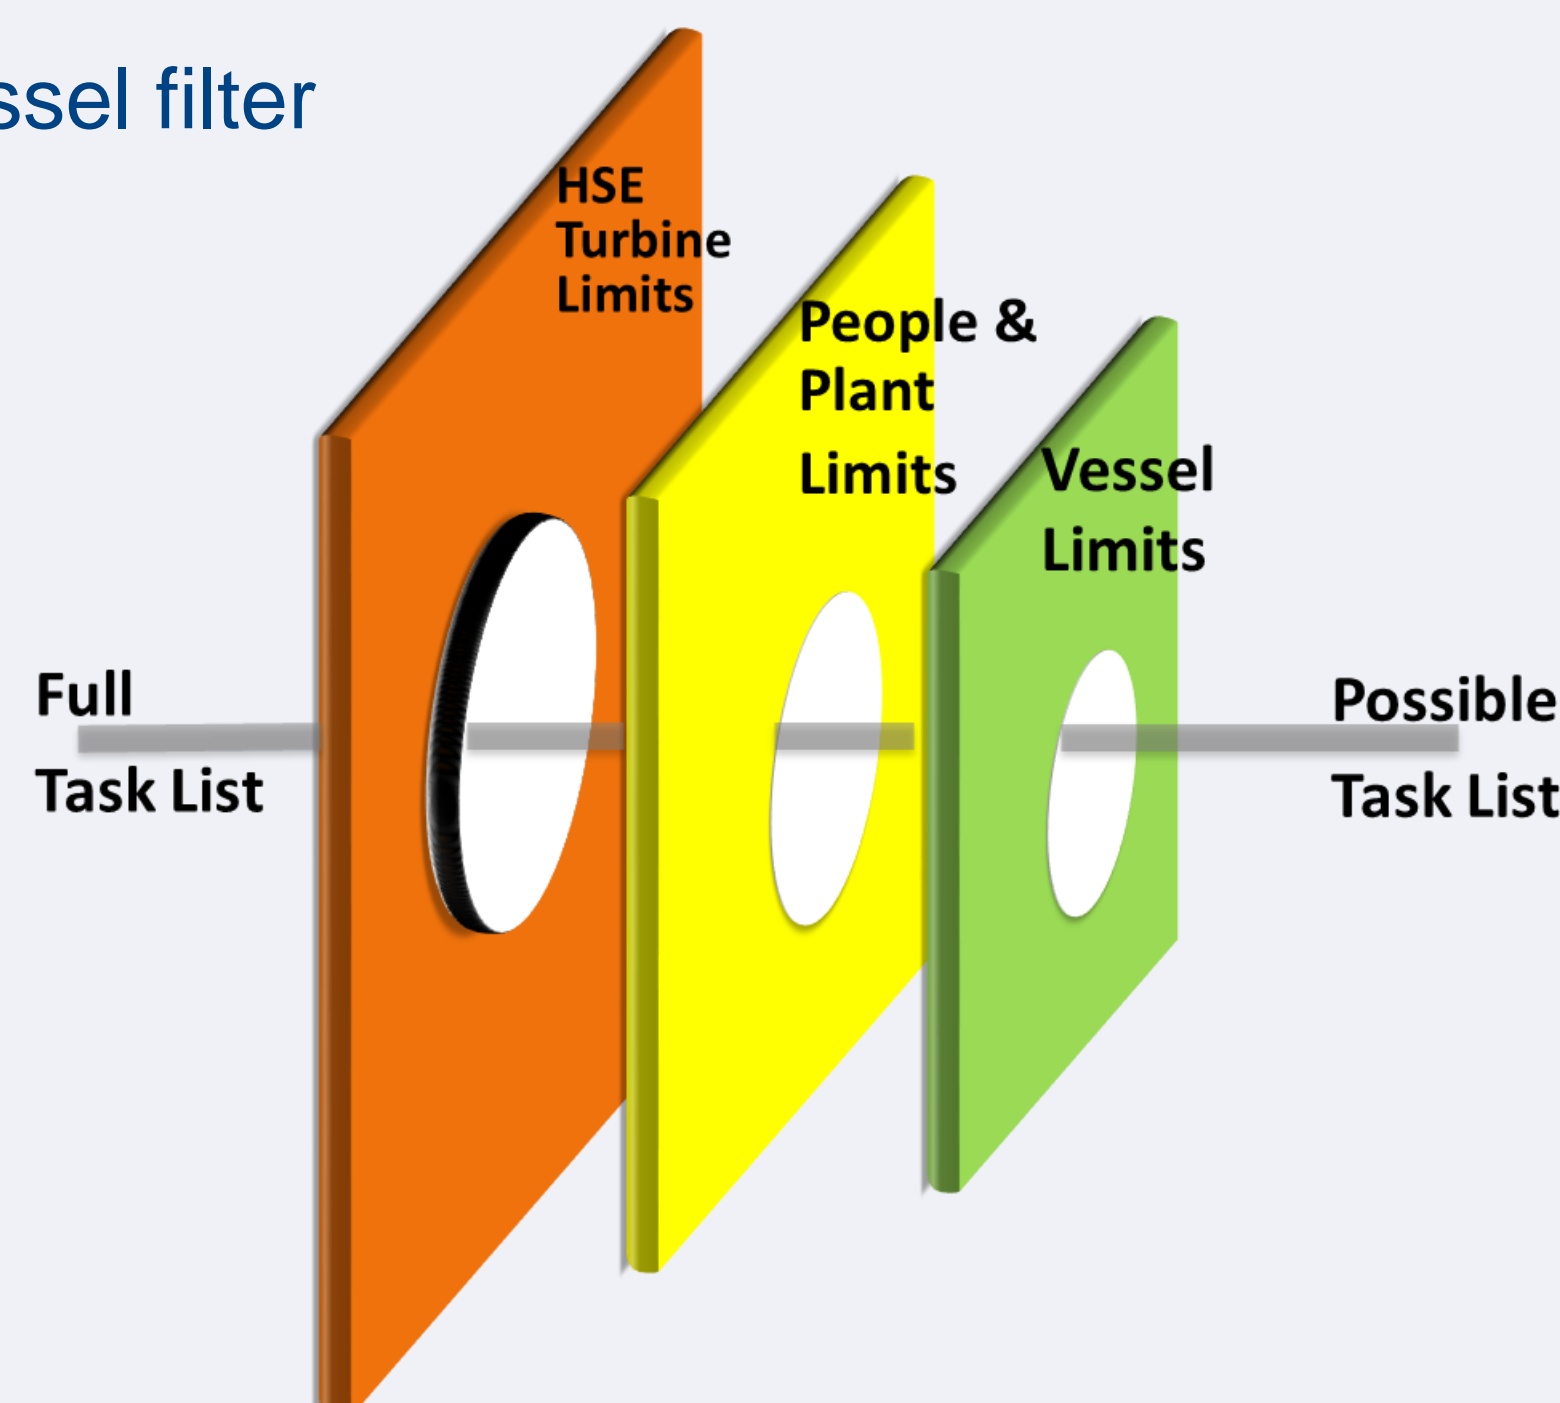 ssel filter
HSE
Turbine
Limits
People &
Plant
Limits
Vessel
Limits
Full
Task List
Possible
Task List